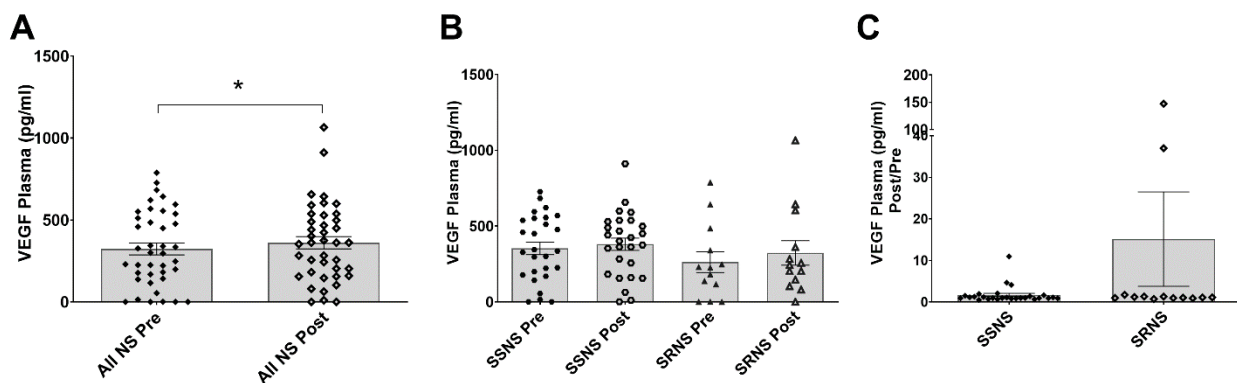 A
VEGF Plasma (pg/ml)
1500
1000
500
0
*
All NS Pre
All NS Post
B
VEGF Plasma (pg/ml)
1500
1000
500
0
SSNS Pre
SSNS Post
SRNS Pre
SRNS Post
C
VEGF Plasma (pg/ml)
Post/Pre
200
150
100
40
30
20
10
0
SSNS
SRNS